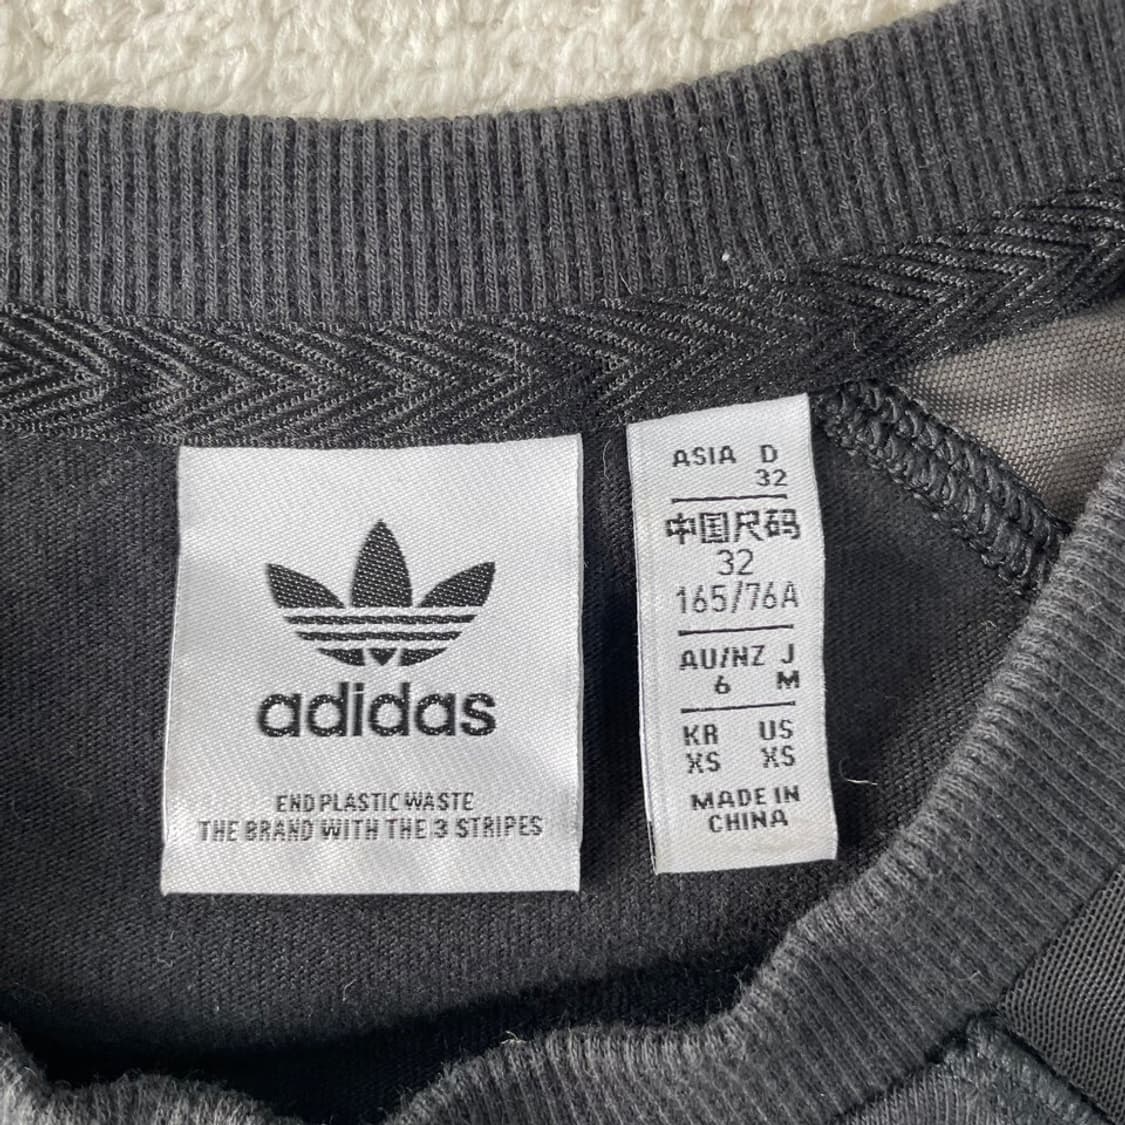 adidas
END PLASTIC WASTE
THE BRAND WITH THE 3 STRIPES
ASIA D
32
中国尺码
32
165/76A
AU/NZ J
6 M
KR US
XS XS
MADE IN
CHINA